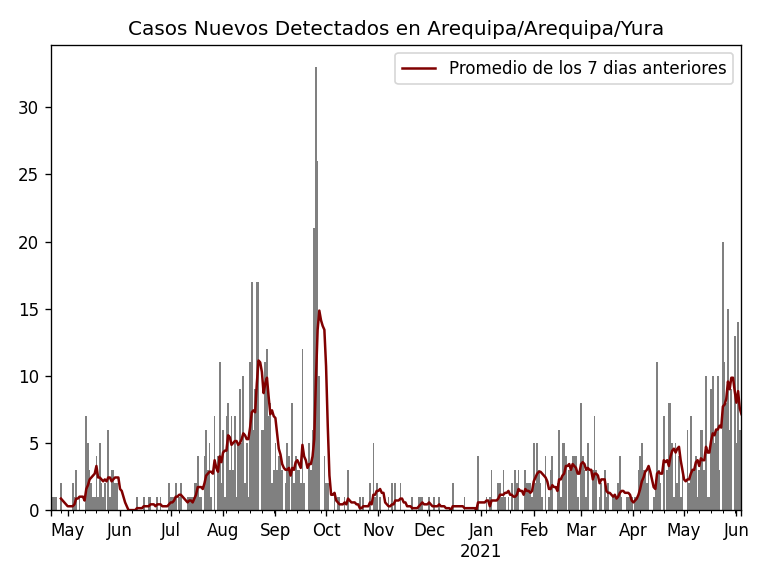 Casos Nuevos Detectados en Arequipa/Arequipa/Yura
Promedio de los 7 dias anteriores
30
25
20
15
10
5
0
May Jun Jul Aug Sep Oct Nov Dec Jan Feb Mar Apr May Jun
2021